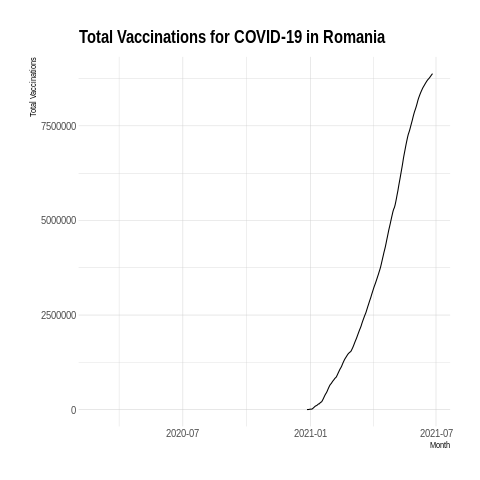 Total Vaccinations for COVID-19 in Romania
Total Vaccinations
7500000
5000000
2500000
0
2020-07
2021-01
2021-07
Month